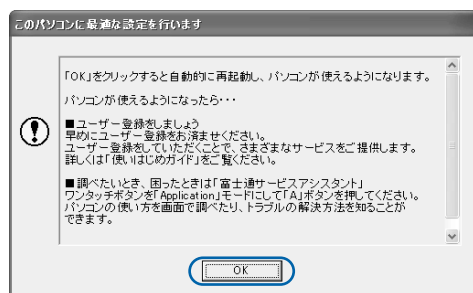 このパソコンに最適な設定を行います
「OK」をクリックすると自動的に再起動し、パソコンが使えるようになります。
パソコンが使えるようになったら・・・
■ユーザー登録をしましょう
早めにユーザー登録をお済ませください。
ユーザー登録をしていただくことで、さまざまなサービスをご提供します。
詳しくは「使いはじめガイド」をご覧ください。
■調べたいとき、困ったときは「富士通サービスアシスタント」
ワンタッチボタンを「Application」モードにして「A」ボタンを押してください。
パソコンの使い方を画面で調べたり、トラブルの解決方法を知ることが
できます。
OK